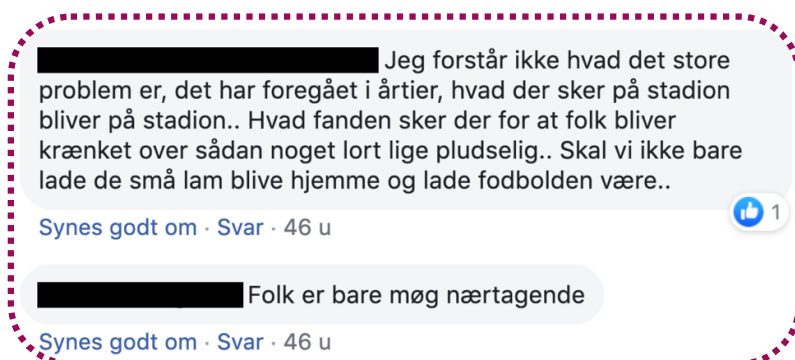 Jeg forstår ikke hvad det store
problem er, det har foregået i årtier, hvad der sker på stadion
bliver på stadion.. Hvad fanden sker der for at folk bliver
krænket over sådan noget lort lige pludselig.. Skal vi ikke bare
lade de små lam blive hjemme og lade fodbolden være..
1
Synes godt om · Svar · 46 u
Folk er bare møg nærtagende
Synes godt om · Svar · 46 u